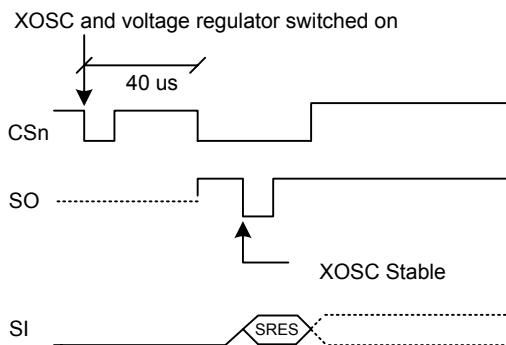 XOSC and voltage regulator switched on
40 us
CSn
SO
XOSC Stable
SI
SRES